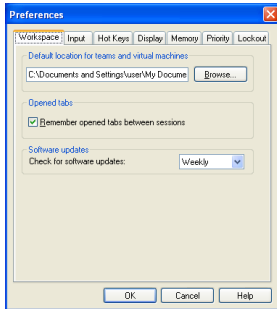 Preferences
Workspace Input Hot Keys Display Memory Priority Lockout
Default location for teams and virtual machines
C:\Documents and Settings\user\My Docume Browse...
Opened tabs
Remember opened tabs between sessions
Software updates
Check for software updates: Weekly
OK Cancel Help